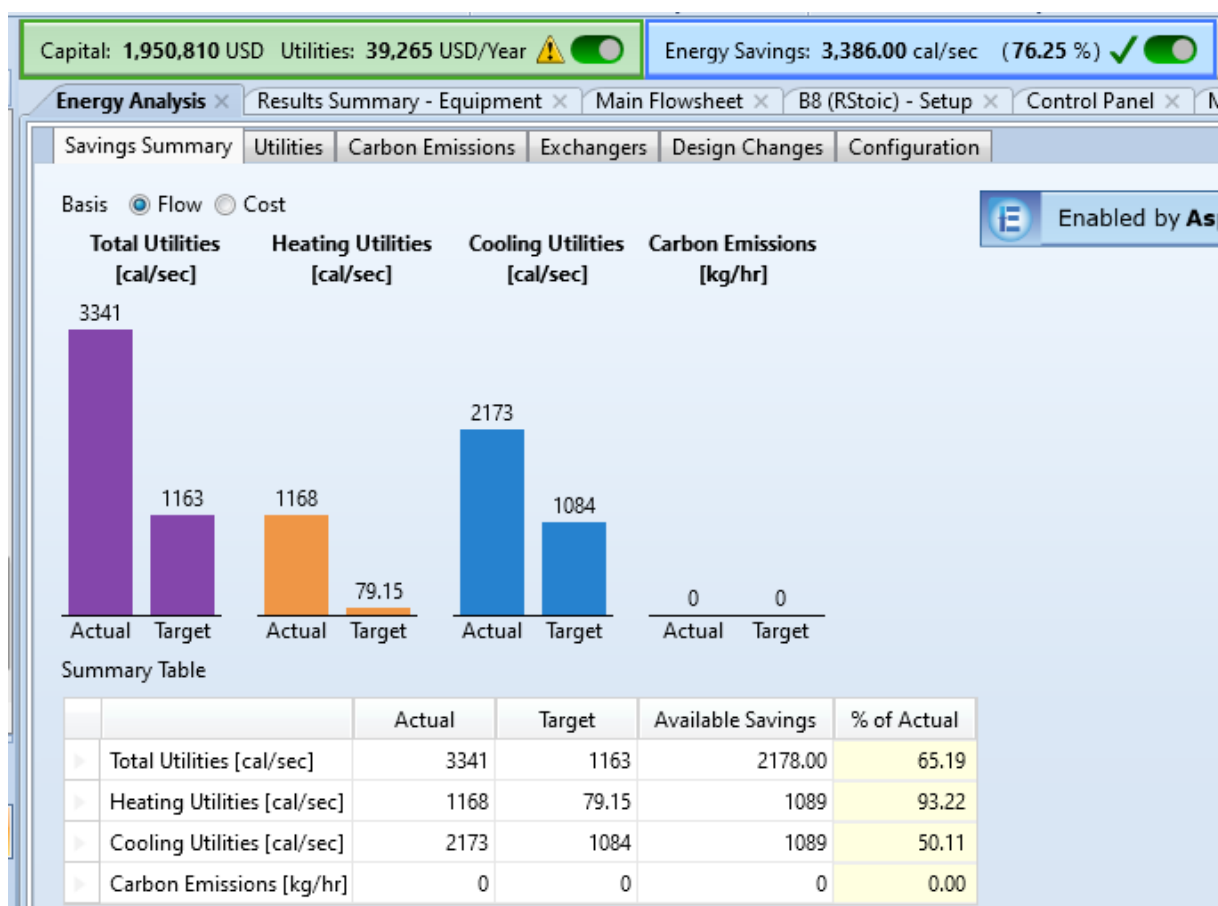 Capital: 1,950,810 USD Utilities: 39,265 USD/Year Energy Savings: 3,386.00 cal/sec (76.25 %)
Energy Analysis Results Summary - Equipment Main Flowsheet B8 (RStoic) - Setup Control Panel
Savings Summary Utilities Carbon Emissions Exchangers Design Changes Configuration
Basis Flow Cost
Enabled by
Total Utilities Heating Utilities Cooling Utilities Carbon Emissions
[cal/sec] [cal/sec] [cal/sec] [kg/hr]
3341
2173
1163 1168 1084
79.15 0 0
Actual Target Actual Target Actual Target Actual Target
Summary Table
Actual Target Available Savings % of Actual
Total Utilities [cal/sec] 3341 1163 2178.00 65.19
Heating Utilities [cal/sec] 1168 79.15 1089 93.22
Cooling Utilities [cal/sec] 2173 1084 1089 50.11
Carbon Emissions [kg/hr] 0 0 0 0.00